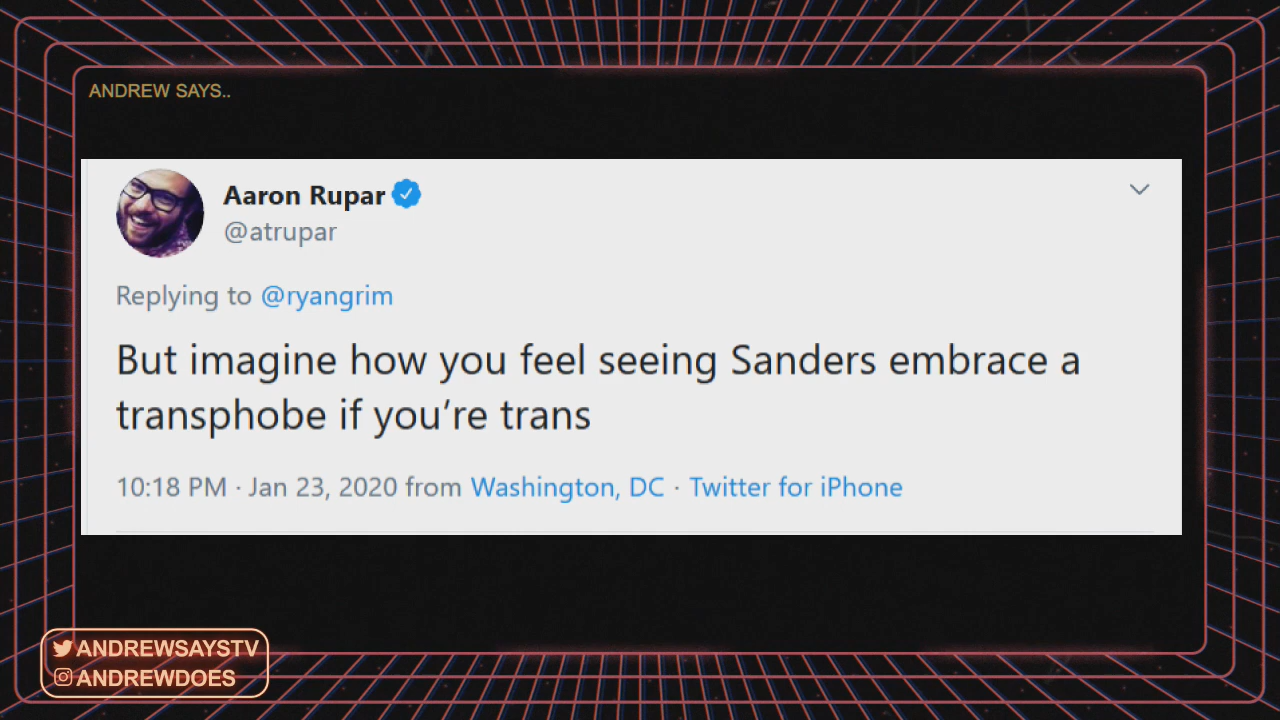 ANDREW SAYS..
Aaron Rupar
@atrupar
Replying to @ryangrim
But imagine how you feel seeing Sanders embrace a
transphobe if you’re trans
10:18 PM · Jan 23, 2020 from Washington, DC · Twitter for iPhone
ANDREWSAYSTV
ANDREWDOES